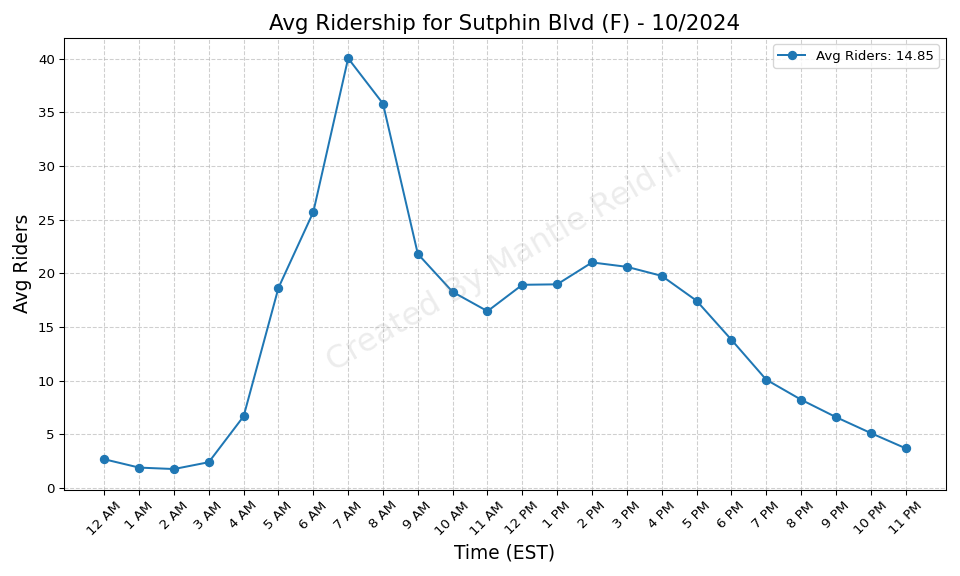 Avg Ridership for Sutphin Blvd (F) - 10/2024
Avg Riders: 14.85
Avg Riders
40
35
30
25
20
15
10
5
0
Created By Mantle Reid II
12 AM
1 AM
2 AM
3 AM
4 AM
5 AM
6 AM
7 AM
8 AM
9 AM
10 AM
11 AM
12 PM
1 PM
2 PM
3 PM
4 PM
5 PM
6 PM
7 PM
8 PM
9 PM
10 PM
11 PM
Time (EST)